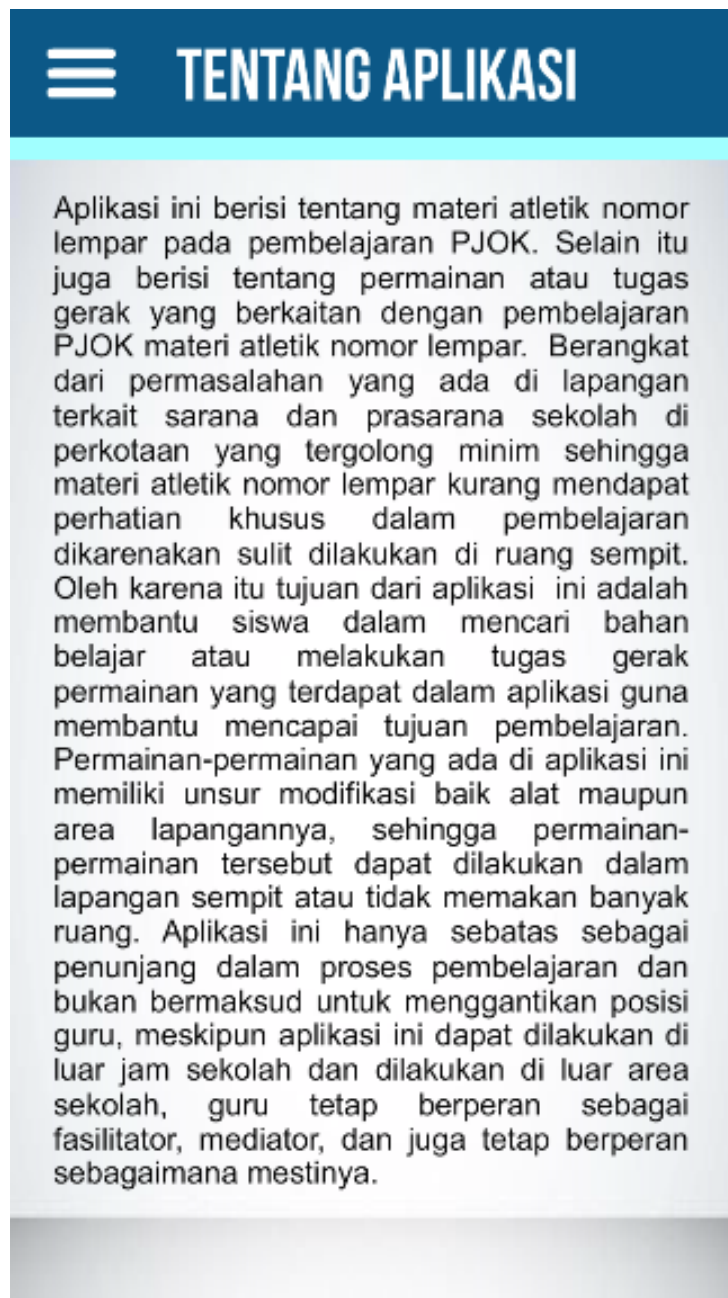 TENTANG APLIKASI
Aplikasi ini berisi tentang materi atletik nomor
lempar pada pembelajaran PJOK. Selain itu
juga berisi tentang permainan atau tugas
gerak yang berkaitan dengan pembelajaran
PJOK materi atletik nomor lempar.  Berangkat
dari permasalahan yang ada di lapangan
terkait sarana dan prasarana sekolah di
perkotaan yang tergolong minim sehingga
materi atletik nomor lempar kurang mendapat
perhatian khusus dalam pembelajaran
dikarenakan sulit dilakukan di ruang sempit.
Oleh karena itu tujuan dari aplikasi  ini adalah
membantu siswa dalam mencari bahan
belajar atau melakukan tugas gerak
permainan yang terdapat dalam aplikasi guna
membantu mencapai tujuan pembelajaran.
Permainan-permainan yang ada di aplikasi ini
memiliki unsur modifikasi baik alat maupun
area lapangannya, sehingga permainan-
permainan tersebut dapat dilakukan dalam
lapangan sempit atau tidak memakan banyak
ruang. Aplikasi ini hanya sebatas sebagai
penunjang dalam proses pembelajaran dan
bukan bermaksud untuk menggantikan posisi
guru, meskipun aplikasi ini dapat dilakukan di
luar jam sekolah dan dilakukan di luar area
sekolah, guru tetap berperan sebagai
fasilitator, mediator, dan juga tetap berperan
sebagaimana mestinya.